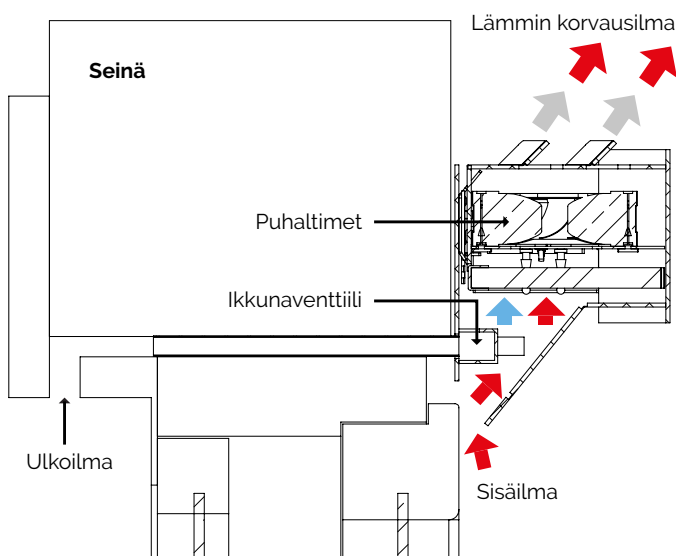 Lämmin korvausilma
Seinä
Puhaltimet
Ikkunaventtiili
Ulkoilma
Sisäilma